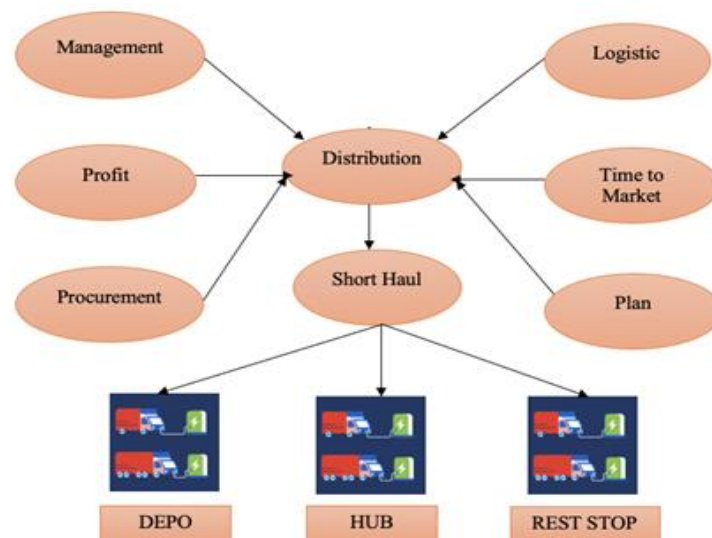 Management
Logistic
Distribution
Profit
Time to
Market
Procurement
Short Haul
Plan
DEPO
HUB
REST STOP